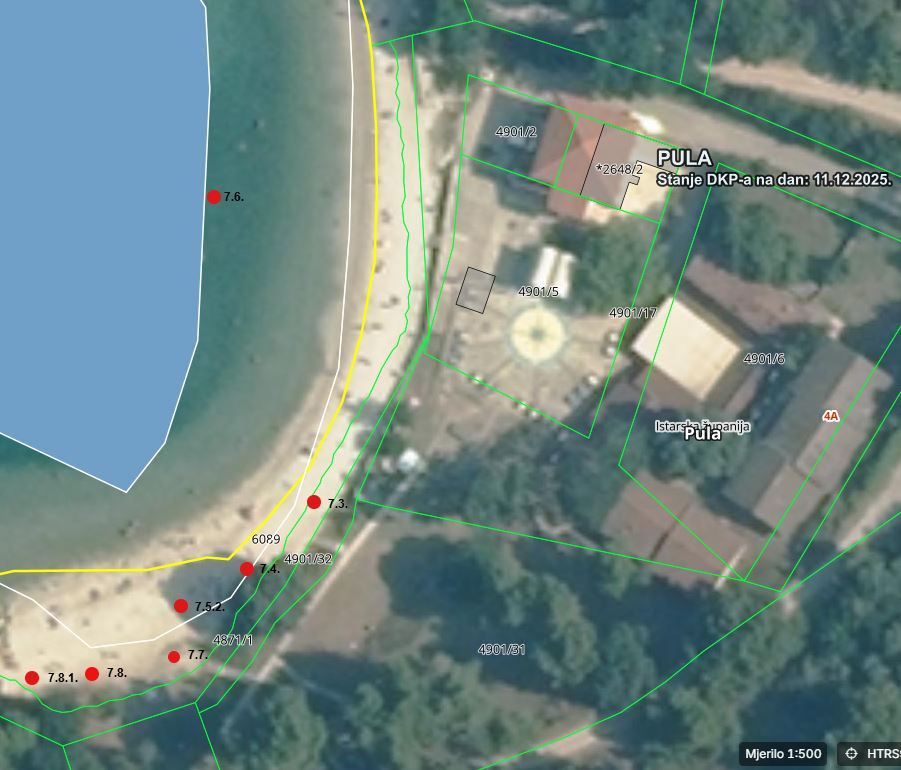 4901/2
PULA
*2648/2
Stanje DKP-a na dan: 11.12.2025.
7.6.
4901/5
4901/17
4901/6
4A
Istarska županija
Pula
7.3.
6089
4901/32
7.4.
7.5.2.
4871/1
4901/31
7.7.
7.8.
7.8.1.
Mjerilo 1:500
HTRS